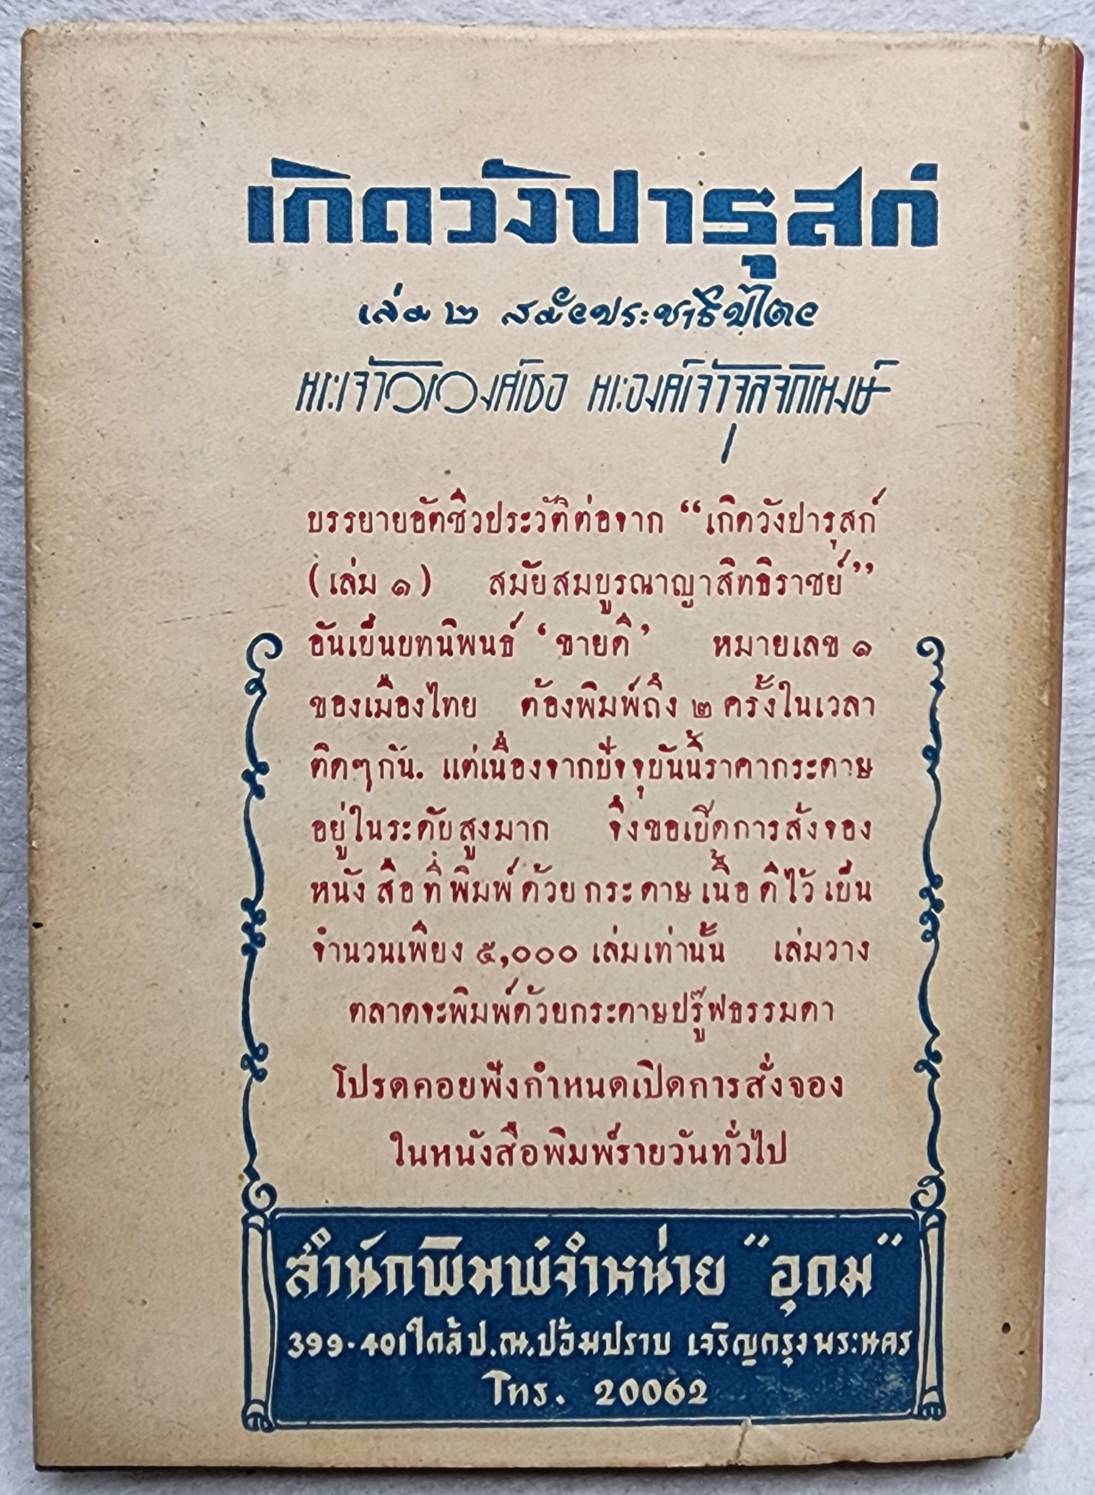 เกิดวังปารุสก์
เล่ม ๒ สมัยประชาธิปไตย
พระเจ้าวรวงศ์เธอ พระองค์เจ้าจุลจักรพงษ์
บรรยายอัตชีวประวัติต่อจาก “เกิดวังปารุสก์
(เล่ม ๑) สมัยสมบูรณาญาสิทธิราชย์”
อันเป็นบทนิพนธ์ ‘ขายดี’ หมายเลข ๑
ของเมืองไทย ต้องพิมพ์ถึง ๒ ครั้งในเวลา
ติดๆกัน. แต่เนื่องจากปัจจุบันนี้ราคากระดาษ
อยู่ในระดับสูงมาก จึงขอเปิดการสั่งจอง
หนังสือที่พิมพ์ด้วยกระดาษเนื้อดีไว้เป็น
จำนวนเพียง ๕,๐๐๐ เล่มเท่านั้น เล่มวาง
ตลาดจะพิมพ์ด้วยกระดาษปรู๊ฟธรรมดา
โปรดคอยฟังกำหนดเปิดการสั่งจอง
ในหนังสือพิมพ์รายวันทั่วไป
สำนักพิมพ์จำหน่าย "อุดม"
399-401ใกล้ ป.ณ.ป้อมปราบ เจริญกรุง พระนคร
โทร. 20062